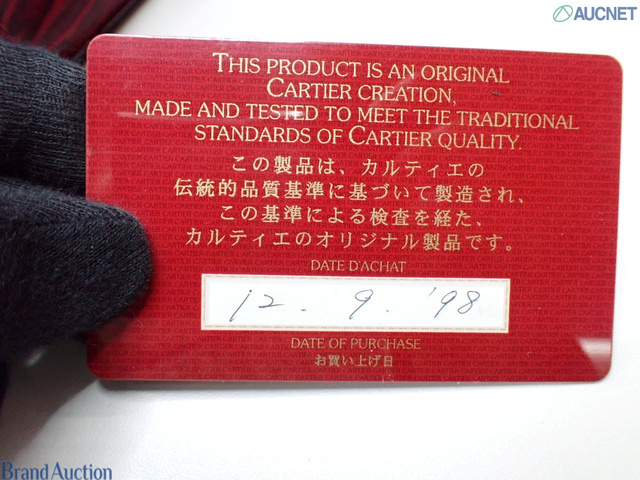 AUCNET
THIS PRODUCT IS AN ORIGINAL
CARTIER CREATION,
MADE AND TESTED TO MEET THE TRADITIONAL
STANDARDS OF CARTIER QUALITY.
この製品は、カルティエの
伝統的品質基準に基づいて製造され、
この基準による検査を経た、
カルティエのオリジナル製品です。
DATE D'ACHAT
12. 9. '98
DATE OF PURCHASE
お買い上げ日
Brand Auction